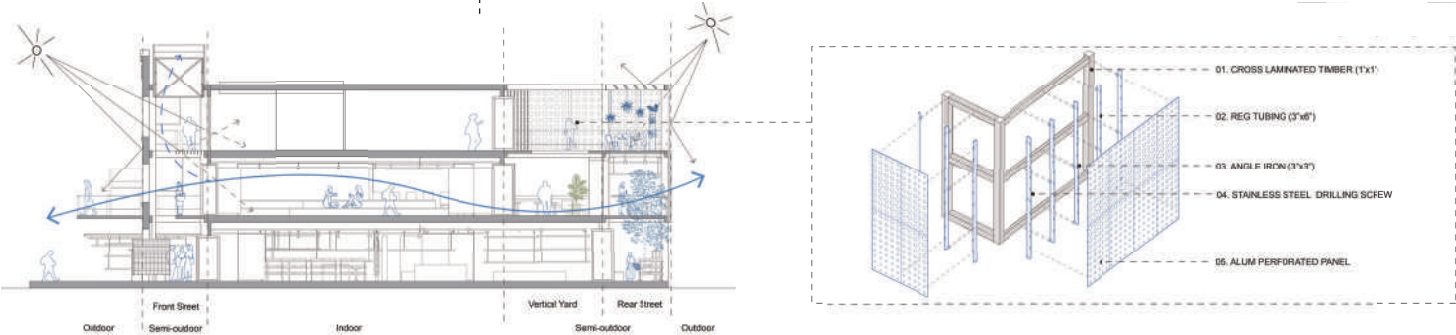 01. CROSS LAMINATED TIMBER (1'x1'
02. REG TUBING (3"x6")
03. ANGLE IRON (3"x3")
04. STAINLESS STEEL DRILLING SCREW
05. ALUM PERFORATED PANEL
Front Sreet
Vertical Yard
Rear Street
Outdoor
Semi-outdoor
Indoor
Semi-outdoor
Outdoor